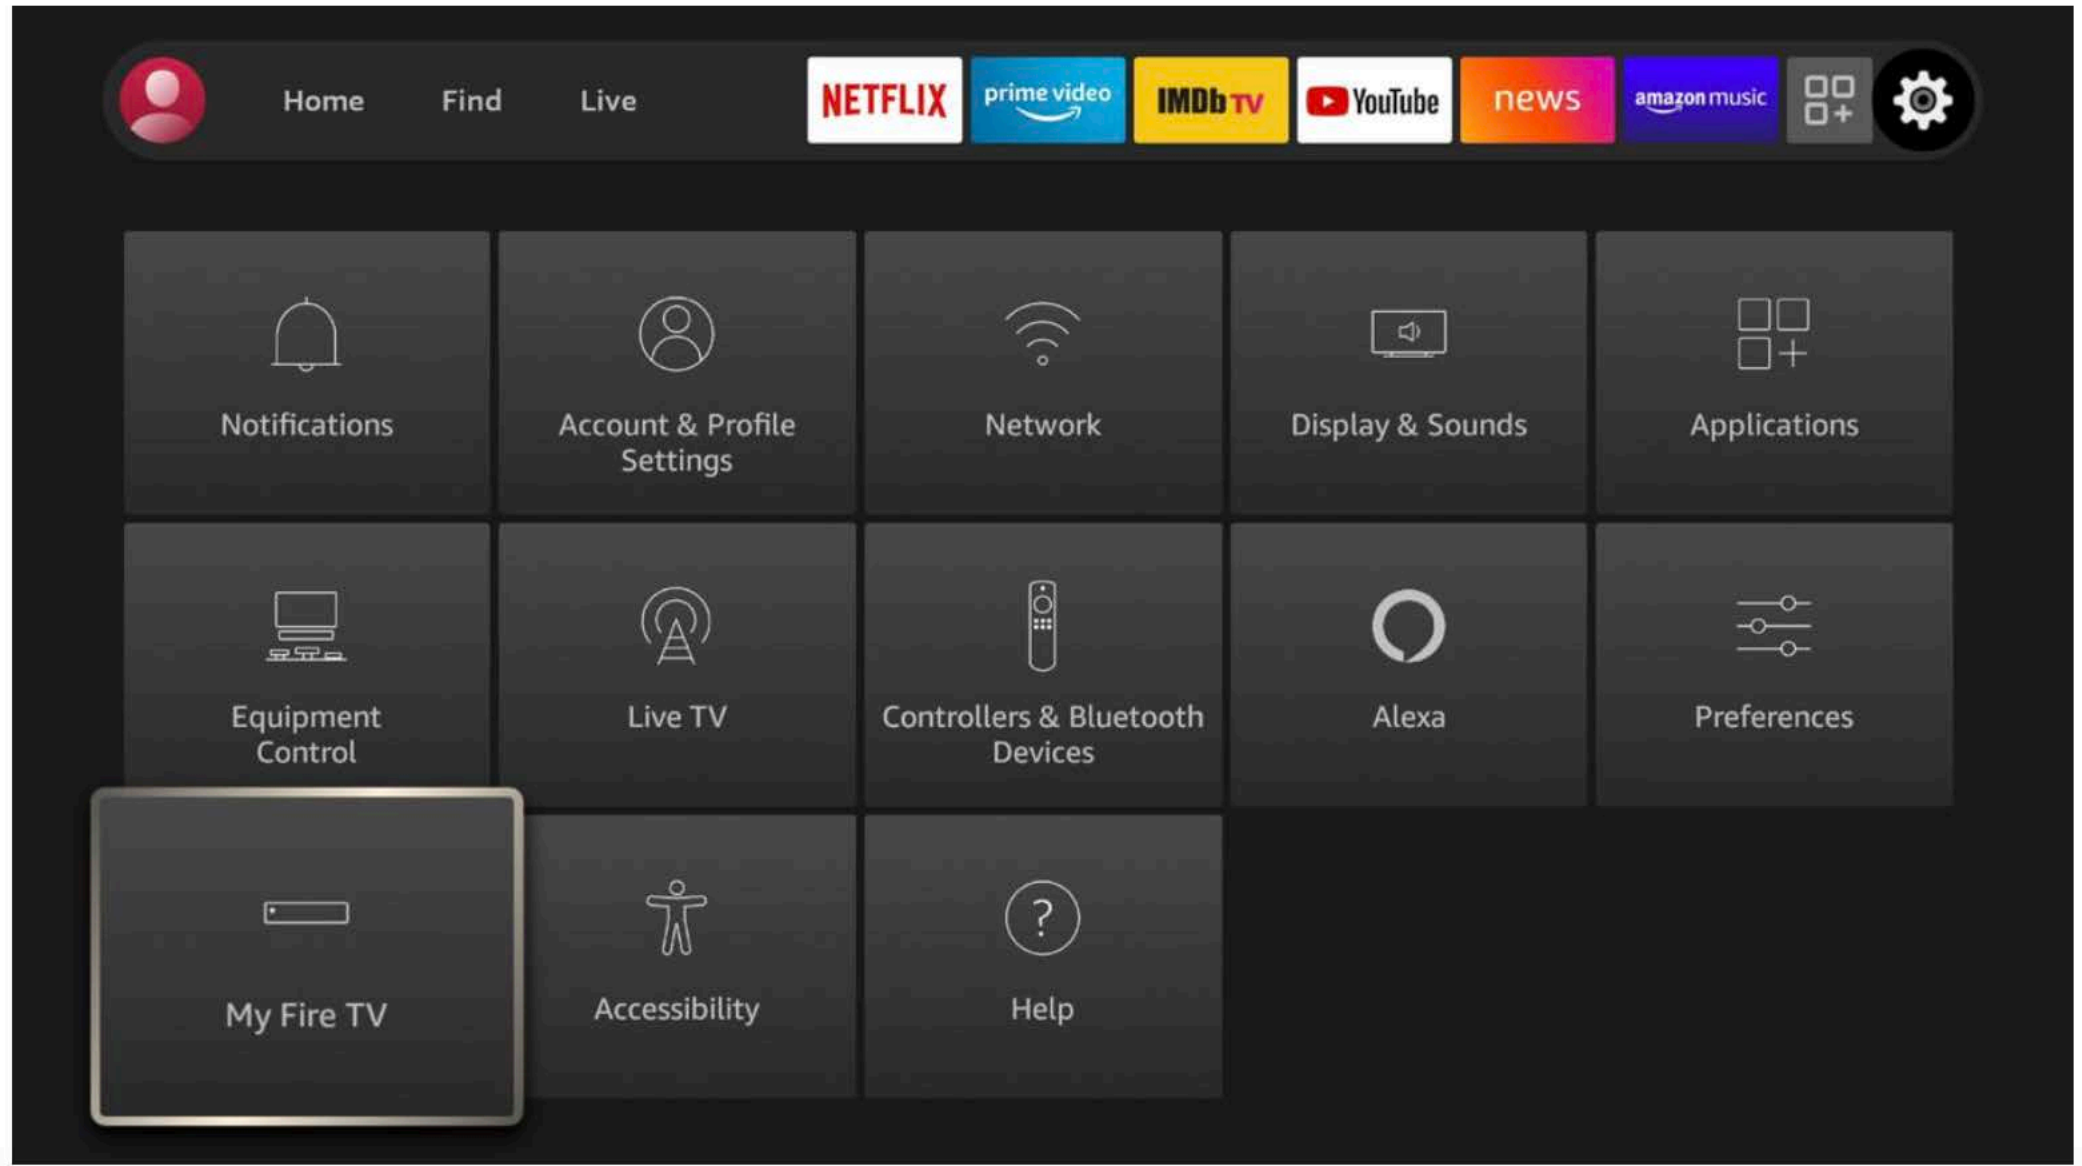 Home Find Live NETFLIX prime video IMDb TV YouTube news amazon music
Notifications
Account & Profile
Settings
Network
Display & Sounds
Applications
Equipment
Control
Live TV
Controllers & Bluetooth
Devices
Alexa
Preferences
My Fire TV
Accessibility
?
Help